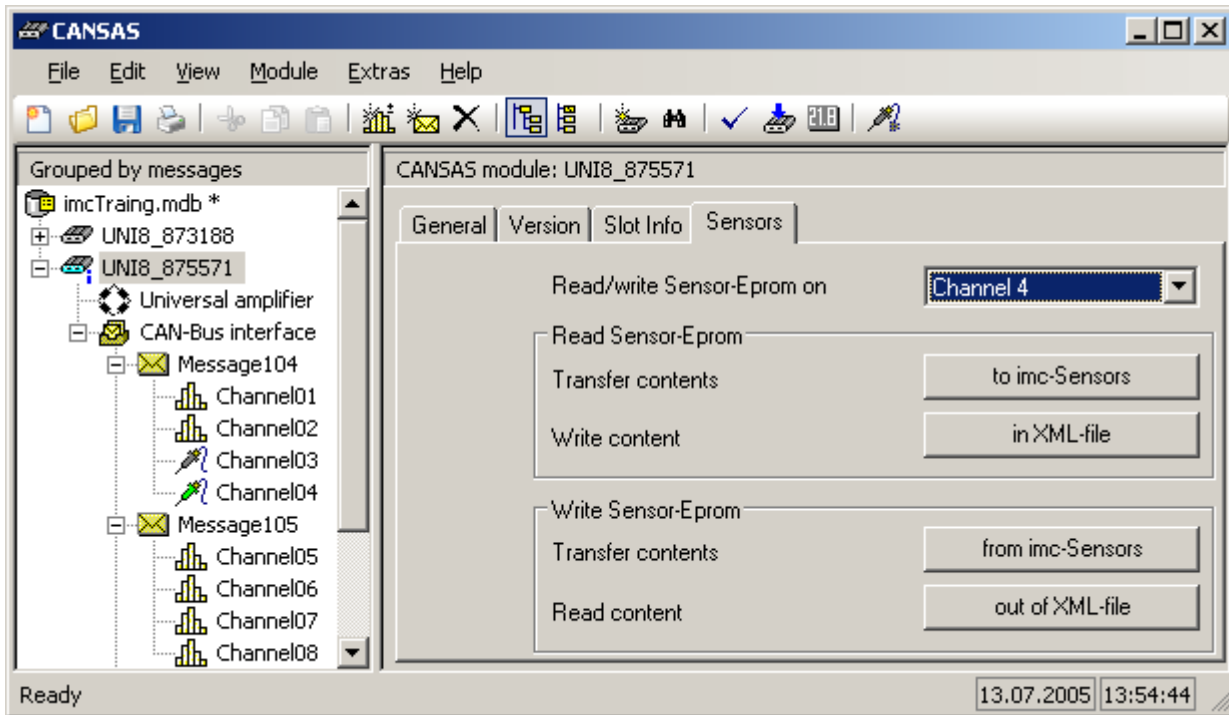 CANSAS
File Edit View Module Extras Help
21.8
Grouped by messages
imcTraing.mdb *
UNI8_873188
UNI8_875571
Universal amplifier
CAN-Bus interface
Message104
Channel01
Channel02
Channel03
Channel04
Message105
Channel05
Channel06
Channel07
Channel08
CANSAS module: UNI8_875571
General Version Slot Info Sensors
Read/write Sensor-Eprom on Channel 4
Read Sensor-Eprom
Transfer contents to imc-Sensors
Write content in XML-file
Write Sensor-Eprom
Transfer contents from imc-Sensors
Read content out of XML-file
Ready 13.07.2005 13:54:44